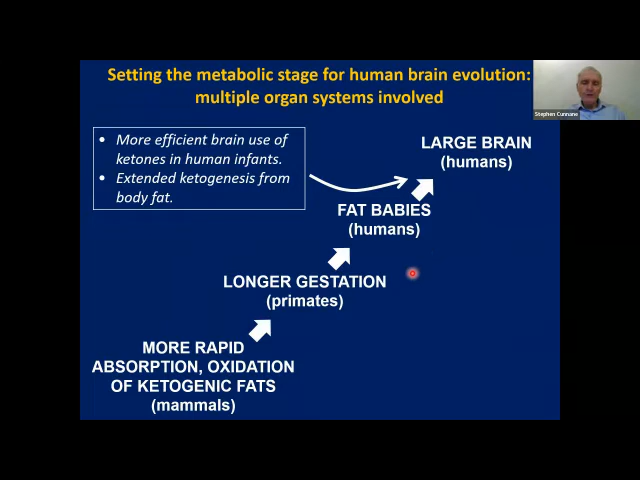 Setting the metabolic stage for human brain evolution:
multiple organ systems involved
Stephen Cunnane
• More efficient brain use of
ketones in human infants.
• Extended ketogenesis from
body fat.
LARGE BRAIN
(humans)
FAT BABIES
(humans)
LONGER GESTATION
(primates)
MORE RAPID
ABSORPTION, OXIDATION
OF KETOGENIC FATS
(mammals)